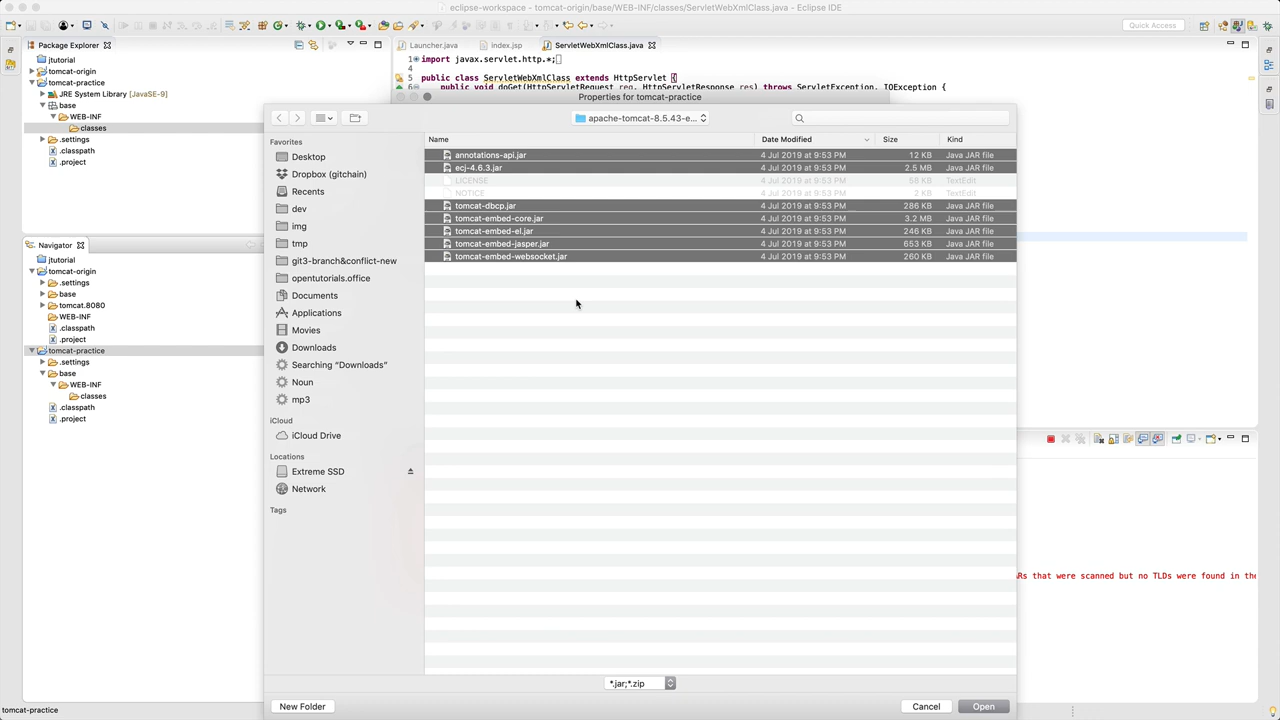 eclipse-workspace - tomcat-origin/base/WEB-INF/classes/ServletWebXmlClass.java - Eclipse IDE
Quick Access
Package Explorer
jtutorial
tomcat-origin
tomcat-practice
JRE System Library [JavaSE-9]
base
WEB-INF
classes
.settings
.classpath
.project
Navigator
jtutorial
tomcat-origin
.settings
base
tomcat.8080
WEB-INF
.classpath
.project
tomcat-practice
.settings
base
WEB-INF
classes
.classpath
.project
Launcher.java
index.jsp
ServletWebXmlClass.java
1 import javax.servlet.http.*;
4
5 public class ServletWebXmlClass extends HttpServlet {
6 public void doGet(HttpServletRequest req, HttpServletResponse res) throws ServletException, IOException {
Properties for tomcat-practice
apache-tomcat-8.5.43-e...
Favorites
Desktop
Dropbox (gitchain)
Recents
dev
img
tmp
git3-branch&conflict-new
opentutorials.office
Documents
Applications
Movies
Downloads
Searching “Downloads”
Noun
mp3
iCloud
iCloud Drive
Locations
Extreme SSD
Network
Tags
Name Date Modified Size Kind
annotations-api.jar 4 Jul 2019 at 9:53 PM 12 KB Java JAR file
ecj-4.6.3.jar 4 Jul 2019 at 9:53 PM 2.5 MB Java JAR file
LICENSE 4 Jul 2019 at 9:53 PM 58 KB TextEdit
NOTICE 4 Jul 2019 at 9:53 PM 2 KB TextEdit
tomcat-dbcp.jar 4 Jul 2019 at 9:53 PM 286 KB Java JAR file
tomcat-embed-core.jar 4 Jul 2019 at 9:53 PM 3.2 MB Java JAR file
tomcat-embed-el.jar 4 Jul 2019 at 9:53 PM 246 KB Java JAR file
tomcat-embed-jasper.jar 4 Jul 2019 at 9:53 PM 653 KB Java JAR file
tomcat-embed-websocket.jar 4 Jul 2019 at 9:53 PM 260 KB Java JAR file
*.jar;*.zip
New Folder
Cancel
Open
ARs that were scanned but no TLDs were found in the
tomcat-practice